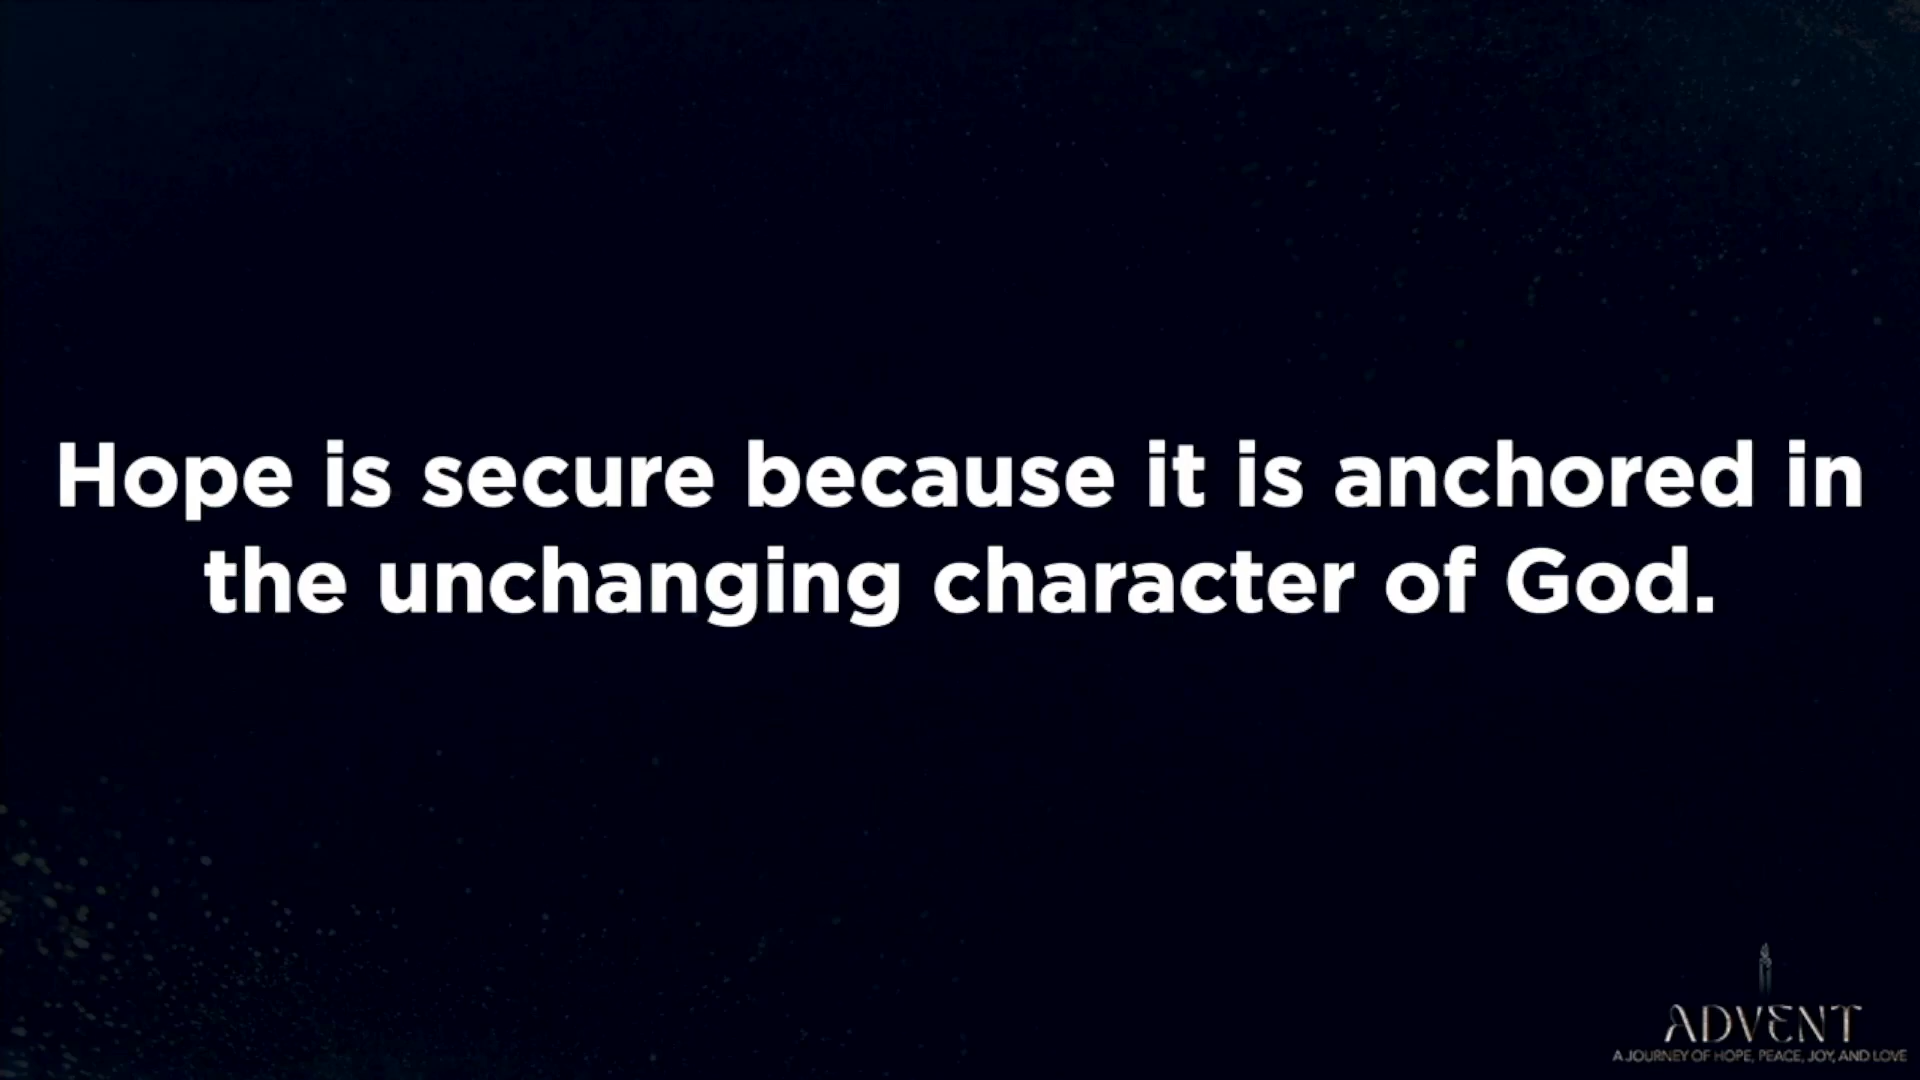 Hope is secure because it is anchored in
the unchanging character of God.
ADVENT
A JOURNEY OF HOPE, PEACE, JOY, AND LOVE